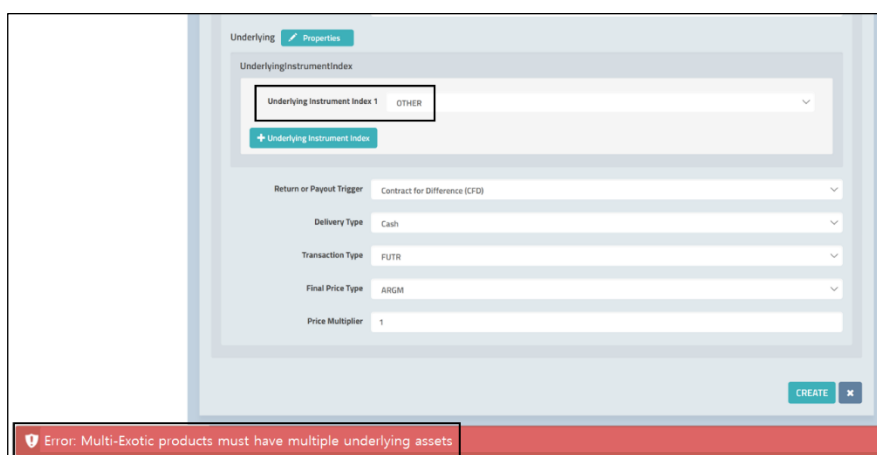 Underlying Properties
UnderlyingInstrumentIndex
Underlying Instrument Index 1 OTHER
+ Underlying Instrument Index
Return or Payout Trigger Contract for Difference (CFD)
Delivery Type Cash
Transaction Type FUTR
Final Price Type ARGM
Price Multiplier 1
CREATE ×
Error: Multi-Exotic products must have multiple underlying assets